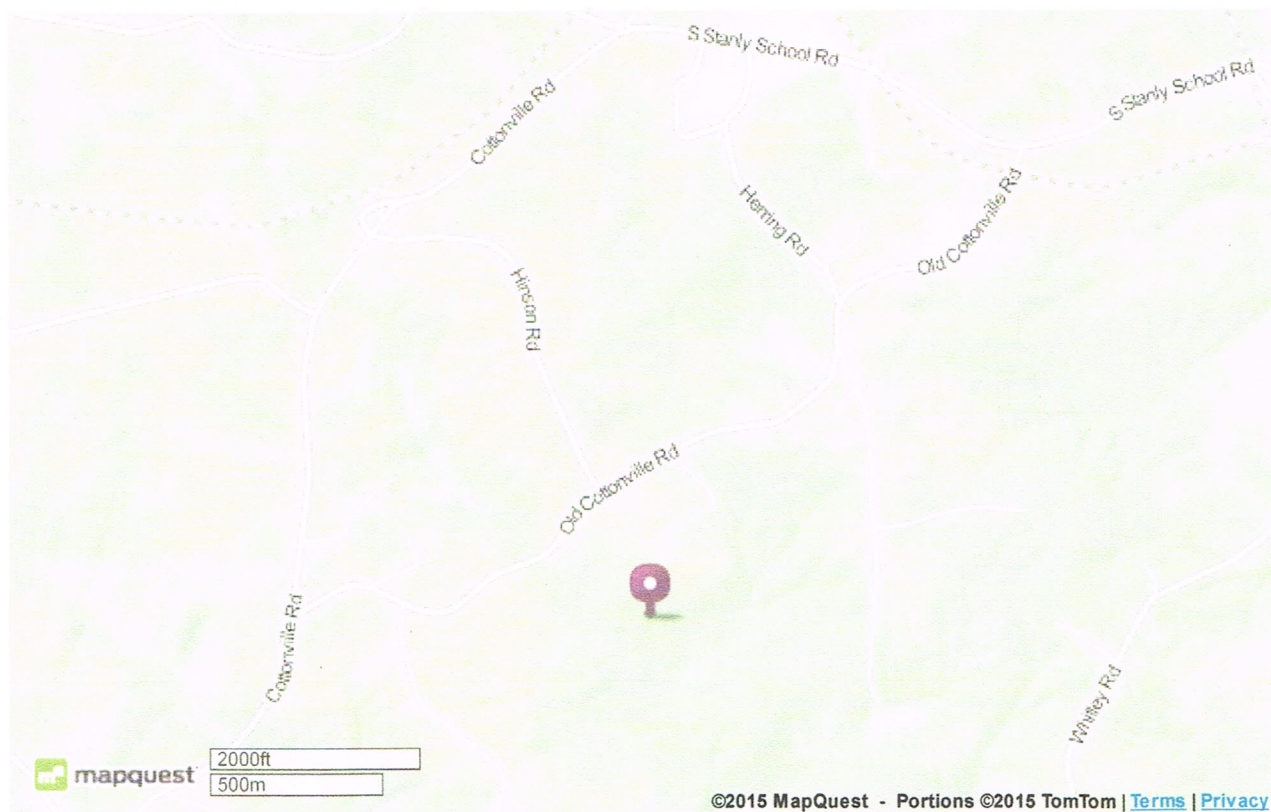 S Stanly School Rd
S Stanly School Rd
Cottonville Rd
Herring Rd
Old Cottonville Rd
Hinson Rd
Old Cottonville Rd
Cottonville Rd
Whitley Rd
mapquest
2000ft
500m
©2015 MapQuest - Portions ©2015 TomTom | Terms | Privacy